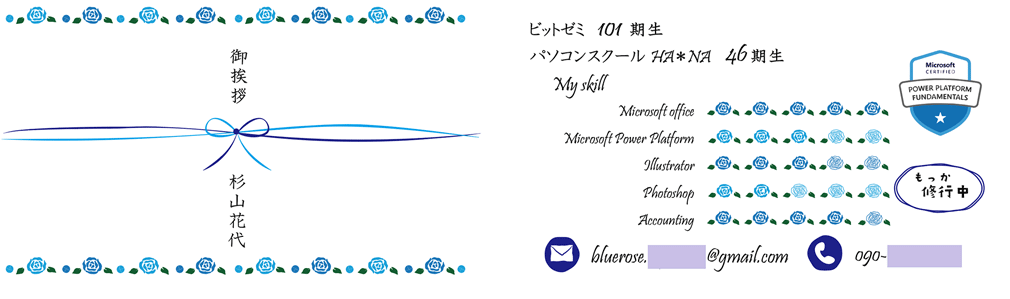 御挨拶
杉山花代
ビットゼミ 101 期生
パソコンスクール HA*NA 46期生
My skill
Microsoft office
Microsoft Power Platform
Illustrator
Photoshop
Accounting
Microsoft
CERTIFIED
POWER PLATFORM
FUNDAMENTALS
もっか
修行中
bluerose. @gmail.com
090-